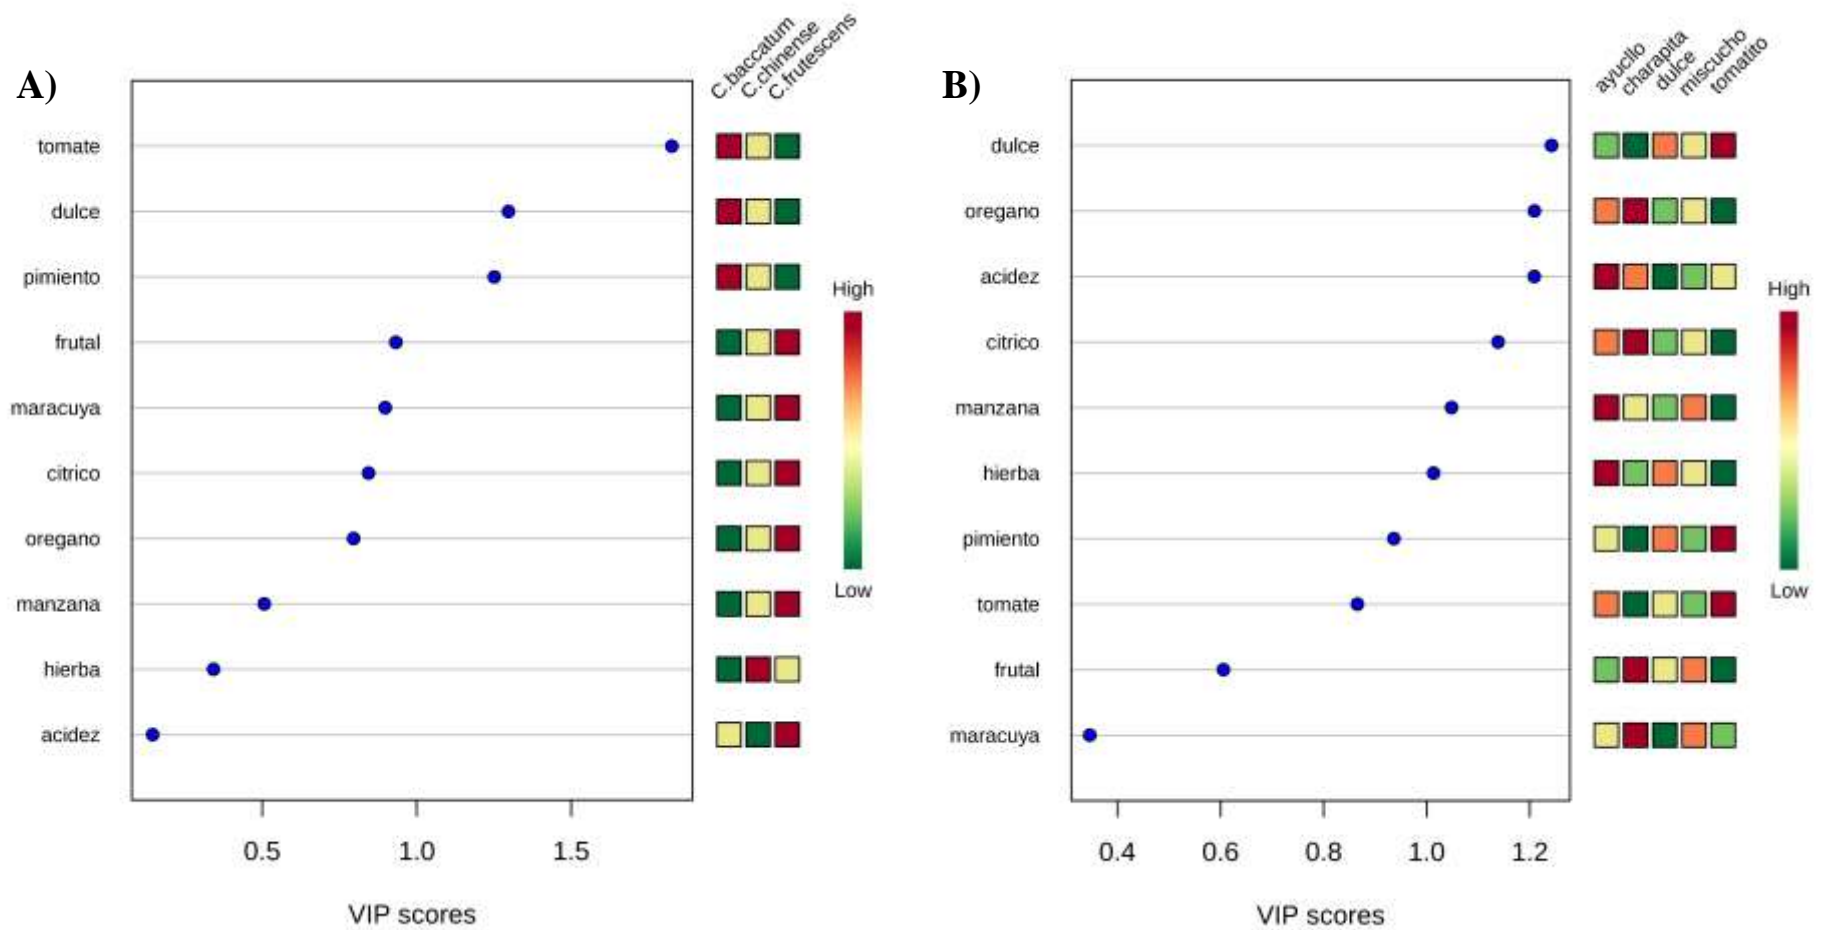 A)
C.baccatum
C.chinense
C.frutescens
tomate
dulce
pimiento
frutal
maracuya
citrico
oregano
manzana
hierba
acidez
High
Low
0.5 1.0 1.5
VIP scores
B)
ayucllo
charapita
dulce
miscucho
tomatito
dulce
oregano
acidez
citrico
manzana
hierba
pimiento
tomate
frutal
maracuya
High
Low
0.4 0.6 0.8 1.0 1.2
VIP scores